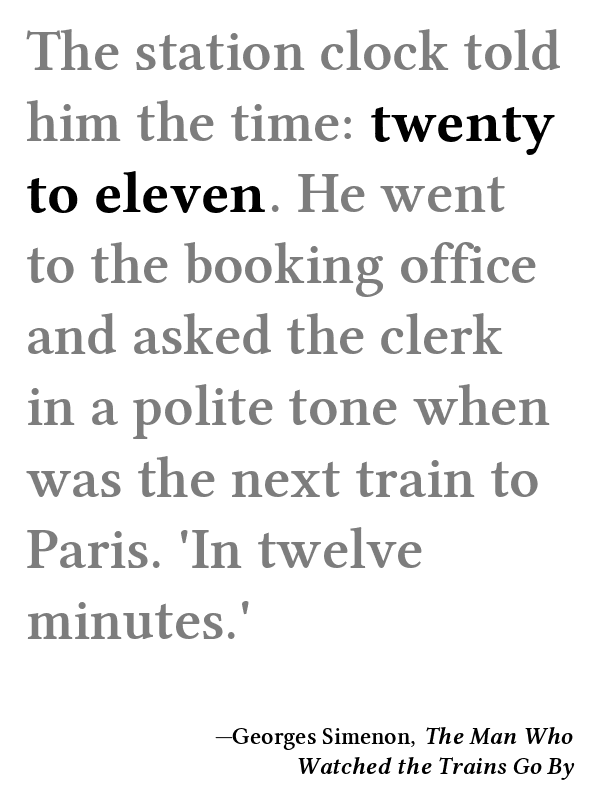 The station clock told
him the time: twenty
to eleven. He went
to the booking office
and asked the clerk
in a polite tone when
was the next train to
Paris. 'In twelve
minutes.'
—Georges Simenon, The Man Who
Watched the Trains Go By